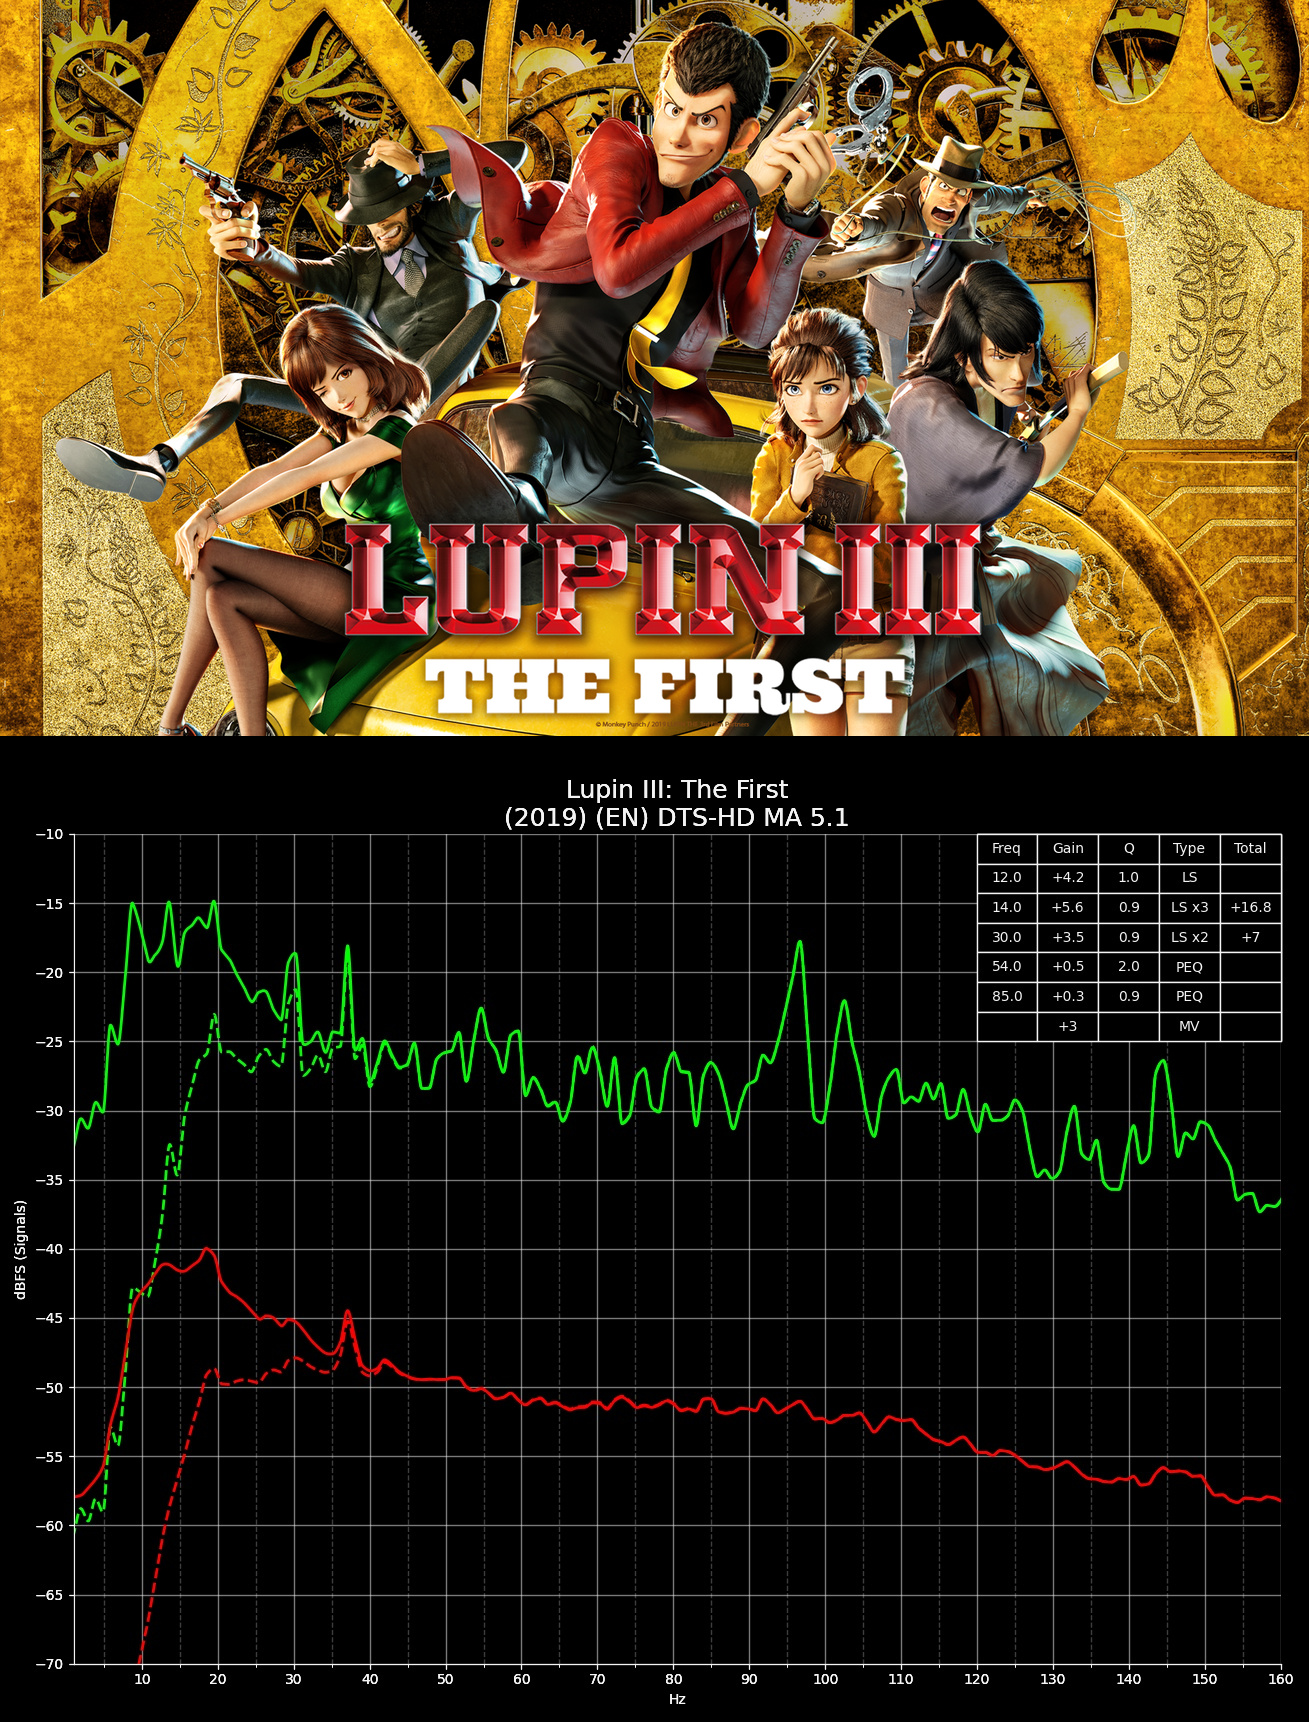 LUPIN III
THE FIRST
Lupin III: The First
(2019) (EN) DTS-HD MA 5.1
Freq Gain Q Type Total
12.0 +4.2 1.0 LS
14.0 +5.6 0.9 LS x3 +16.8
30.0 +3.5 0.9 LS x2 +7
54.0 +0.5 2.0 PEQ
85.0 +0.3 0.9 PEQ
+3 MV
dBFS (Signals)
−10
−15
−20
−25
−30
−35
−40
−45
−50
−55
−60
−65
−70
10 20 30 40 50 60 70 80 90 100 110 120 130 140 150 160
Hz